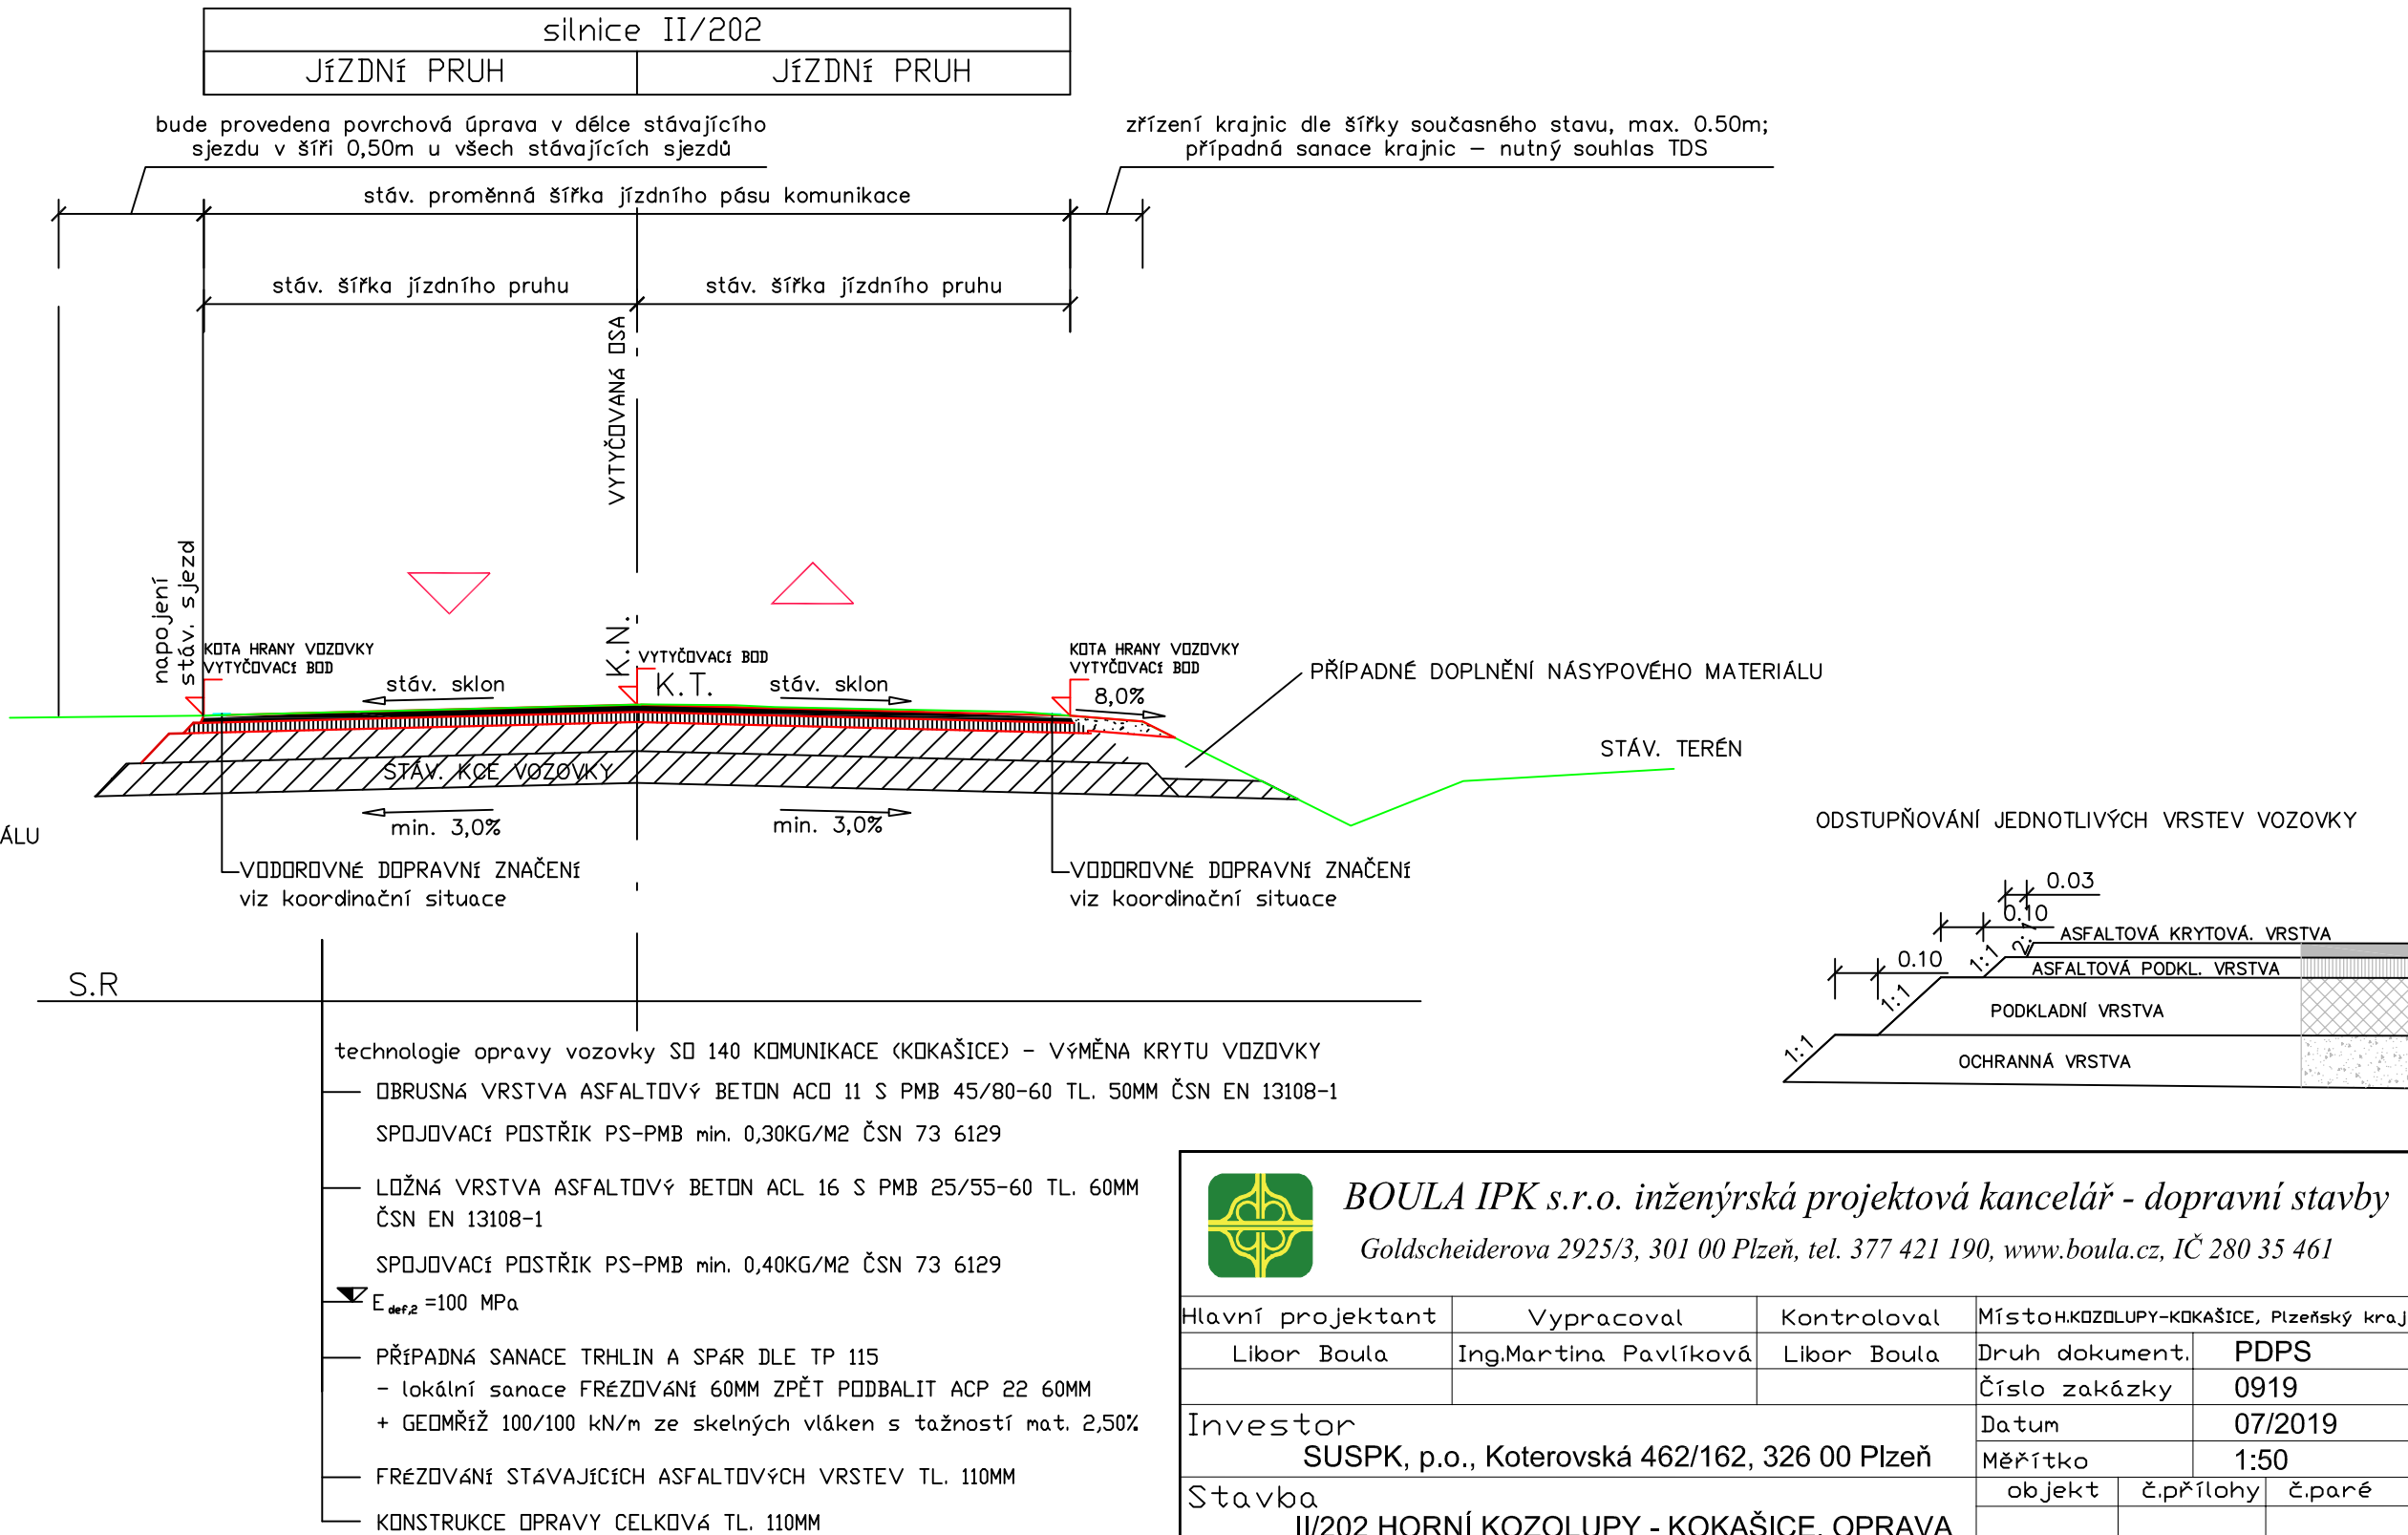 silnice II/202
JÍZDNÍ PRUH
JÍZDNÍ PRUH
bude provedena povrchová úprava v délce stávajícího
sjezdu v šíři 0,50m u všech stávajících sjezdů
zřízení krajnic dle šířky současného stavu, max. 0.50m;
případná sanace krajnic – nutný souhlas TDS
stáv. proměnná šířka jízdního pásu komunikace
stáv. šířka jízdního pruhu
stáv. šířka jízdního pruhu
VYTYČOVANÁ OSA
napojení
stáv. sjezd
K.N.
KOTA HRANY VOZOVKY
VYTYČOVACÍ BOD
VYTYČOVACÍ BOD
K.T.
KOTA HRANY VOZOVKY
VYTYČOVACÍ BOD
stáv. sklon
stáv. sklon
8,0%
PŘÍPADNÉ DOPLNĚNÍ NÁSYPOVÉHO MATERIÁLU
STÁV. TERÉN
STÁV. KCE VOZOVKY
min. 3,0%
min. 3,0%
ÁLU
VODOROVNÉ DOPRAVNÍ ZNAČENÍ
viz koordinační situace
VODOROVNÉ DOPRAVNÍ ZNAČENÍ
viz koordinační situace
ODSTUPŇOVÁNÍ JEDNOTLIVÝCH VRSTEV VOZOVKY
0.03
0.10
2:1
ASFALTOVÁ KRYTOVÁ. VRSTVA
0.10
1:1
ASFALTOVÁ PODKL. VRSTVA
1:1
PODKLADNÍ VRSTVA
1:1
OCHRANNÁ VRSTVA
S.R
technologie opravy vozovky SO 140 KOMUNIKACE (KOKAŠICE) - VÝMĚNA KRYTU VOZOVKY
OBRUSNÁ VRSTVA ASFALTOVÝ BETON ACO 11 S PMB 45/80-60 TL. 50MM ČSN EN 13108-1
SPOJOVACÍ POSTŘIK PS-PMB min. 0,30KG/M2 ČSN 73 6129
LOŽNÁ VRSTVA ASFALTOVÝ BETON ACL 16 S PMB 25/55-60 TL. 60MM
ČSN EN 13108-1
SPOJOVACÍ POSTŘIK PS-PMB min. 0,40KG/M2 ČSN 73 6129
E def,2 =100 MPa
PŘÍPADNÁ SANACE TRHLIN A SPÁR DLE TP 115
- lokální sanace FRÉZOVÁNÍ 60MM ZPĚT PODBALIT ACP 22 60MM
+ GEOMŘÍŽ 100/100 kN/m ze skelných vláken s tažností mat. 2,50%
FRÉZOVÁNÍ STÁVAJÍCÍCH ASFALTOVÝCH VRSTEV TL. 110MM
KONSTRUKCE OPRAVY CELKOVÁ TL. 110MM
BOULA IPK s.r.o. inženýrská projektová kancelář - dopravní stavby
Goldscheiderova 2925/3, 301 00 Plzeň, tel. 377 421 190, www.boula.cz, IČ 280 35 461
Hlavní projektant
Vypracoval
Kontroloval
Místo H.KOZOLUPY-KOKAŠICE, Plzeňský kraj
Libor Boula
Ing.Martina Pavlíková
Libor Boula
Druh dokument.
PDPS
Číslo zakázky
0919
Investor
Datum
07/2019
SUSPK, p.o., Koterovská 462/162, 326 00 Plzeň
Měřítko
1:50
Stavba
objekt
č.přílohy
č.paré
II/202 HORNÍ KOZOLUPY - KOKAŠICE, OPRAVA